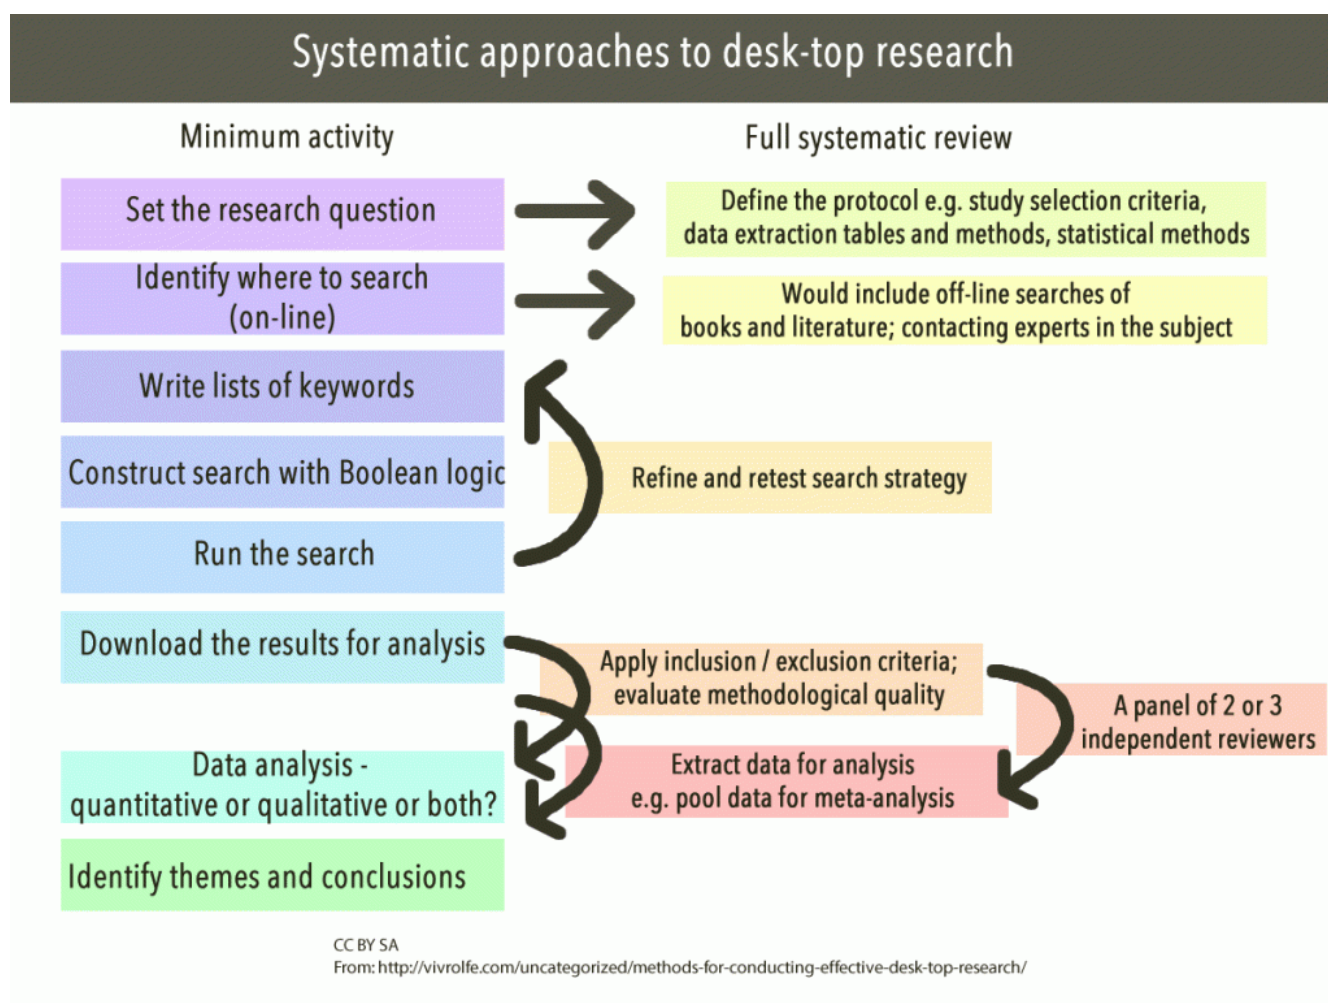 Systematic approaches to desk-top research
Minimum activity
Full systematic review
Set the research question
Define the protocol e.g. study selection criteria,
data extraction tables and methods, statistical methods
Identify where to search
(on-line)
Would include off-line searches of
books and literature; contacting experts in the subject
Write lists of keywords
Construct search with Boolean logic
Refine and retest search strategy
Run the search
Download the results for analysis
Apply inclusion / exclusion criteria;
evaluate methodological quality
A panel of 2 or 3
independent reviewers
Data analysis -
quantitative or qualitative or both?
Extract data for analysis
e.g. pool data for meta-analysis
Identify themes and conclusions
CC BY SA
From: http://vivrolfe.com/uncategorized/methods-for-conducting-effective-desk-top-research/